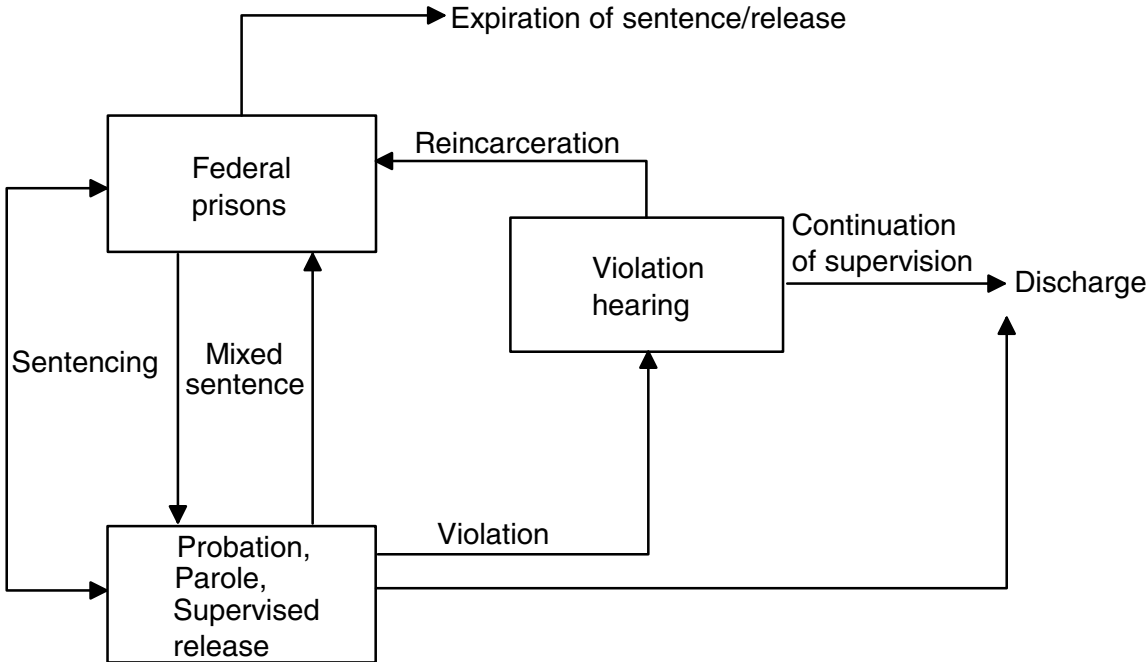 Expiration of sentence/release
Reincarceration
Federal
prisons
Continuation
of supervision
Violation
hearing
Discharge
Sentencing
Mixed
sentence
Violation
Probation,
Parole,
Supervised
release